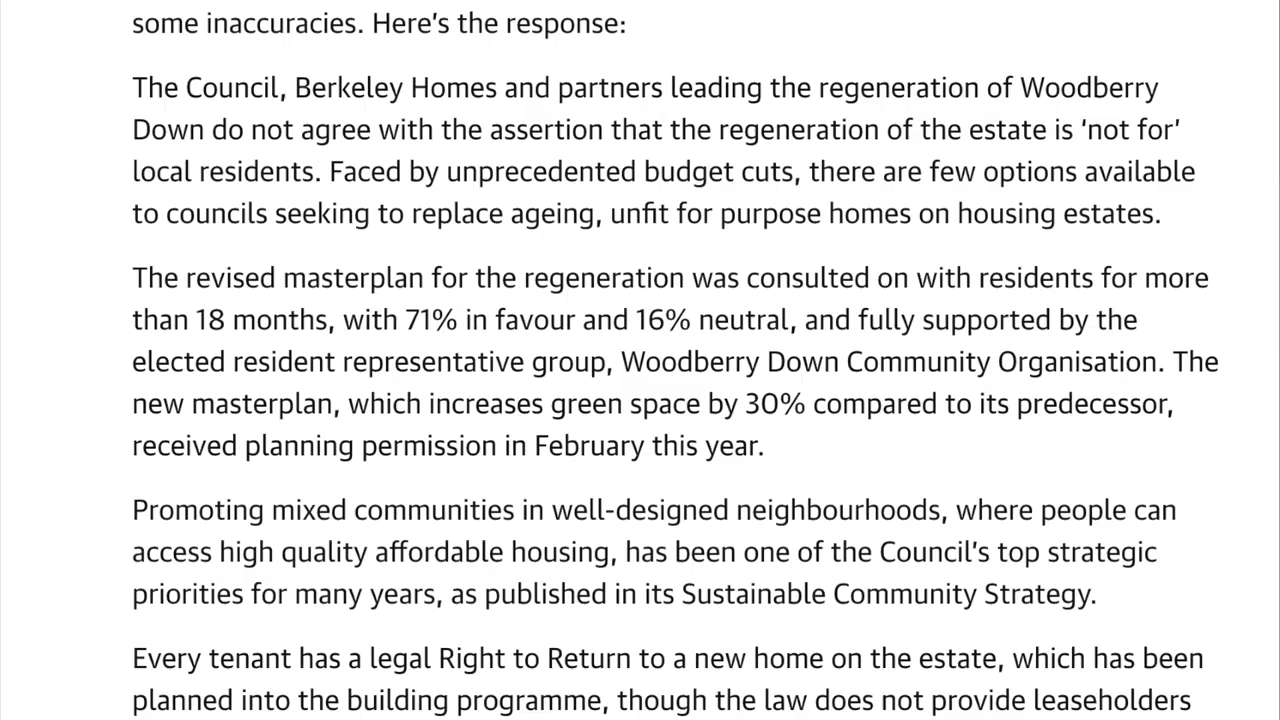 some inaccuracies. Here’s the response:
The Council, Berkeley Homes and partners leading the regeneration of Woodberry
Down do not agree with the assertion that the regeneration of the estate is ‘not for’
local residents. Faced by unprecedented budget cuts, there are few options available
to councils seeking to replace ageing, unfit for purpose homes on housing estates.
The revised masterplan for the regeneration was consulted on with residents for more
than 18 months, with 71% in favour and 16% neutral, and fully supported by the
elected resident representative group, Woodberry Down Community Organisation. The
new masterplan, which increases green space by 30% compared to its predecessor,
received planning permission in February this year.
Promoting mixed communities in well-designed neighbourhoods, where people can
access high quality affordable housing, has been one of the Council’s top strategic
priorities for many years, as published in its Sustainable Community Strategy.
Every tenant has a legal Right to Return to a new home on the estate, which has been
planned into the building programme, though the law does not provide leaseholders